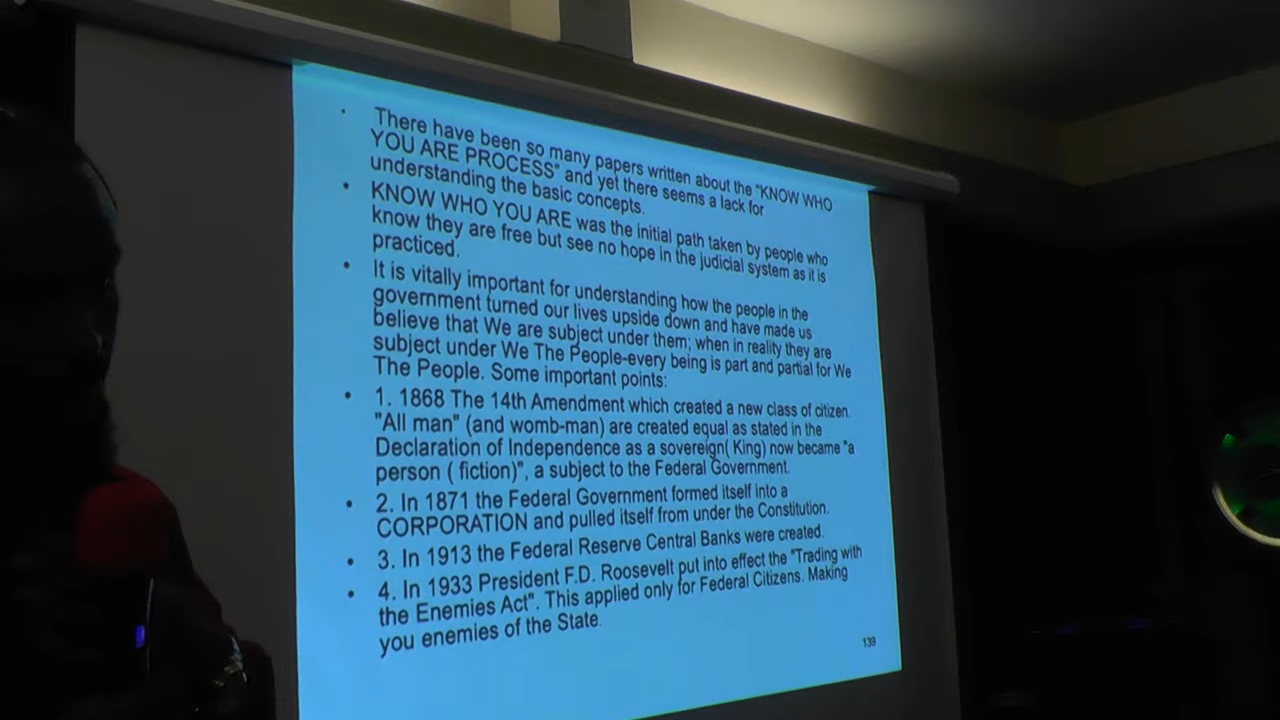 • There have been so many papers written about the "KNOW WHO
YOU ARE PROCESS" and yet there seems a lack for
understanding the basic concepts.
• KNOW WHO YOU ARE was the initial path taken by people who
know they are free but see no hope in the judicial system as it is
practiced.
• It is vitally important for understanding how the people in the
government turned our lives upside down and have made us
believe that We are subject under them; when in reality they are
subject under We The People-every being is part and partial for We
The People. Some important points:
• 1. 1868 The 14th Amendment which created a new class of citizen.
"All man" (and womb-man) are created equal as stated in the
Declaration of Independence as a sovereign( King) now became "a
person ( fiction)", a subject to the Federal Government.
• 2. In 1871 the Federal Government formed itself into a
CORPORATION and pulled itself from under the Constitution.
• 3. In 1913 the Federal Reserve Central Banks were created.
• 4. In 1933 President F.D. Roosevelt put into effect the "Trading with
the Enemies Act". This applied only for Federal Citizens. Making
you enemies of the State.
139